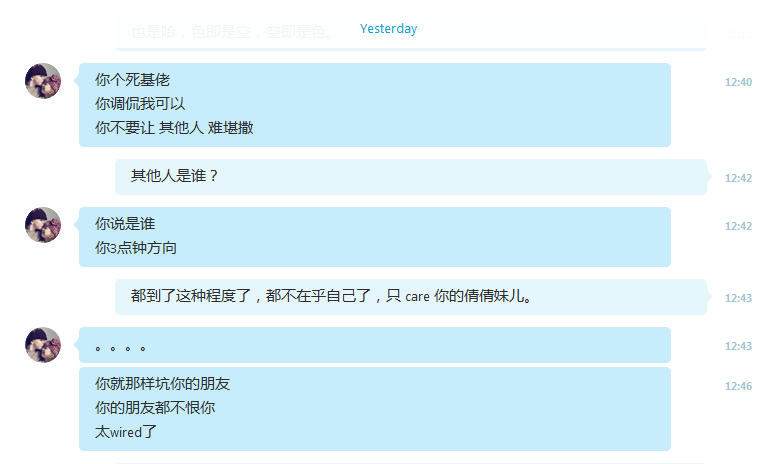 也是哈，色即是空，空即是色。
Yesterday
你个死基佬
你调侃我可以
你不要让 其他人 难堪撒
12:40
其他人是谁？
12:42
你说是谁
你3点钟方向
12:42
都到了这种程度了，都不在乎自己了，只 care 你的倩倩妹儿。
12:43
。。。。
12:43
你就那样坑你的朋友
你的朋友都不恨你
太wired了
12:46